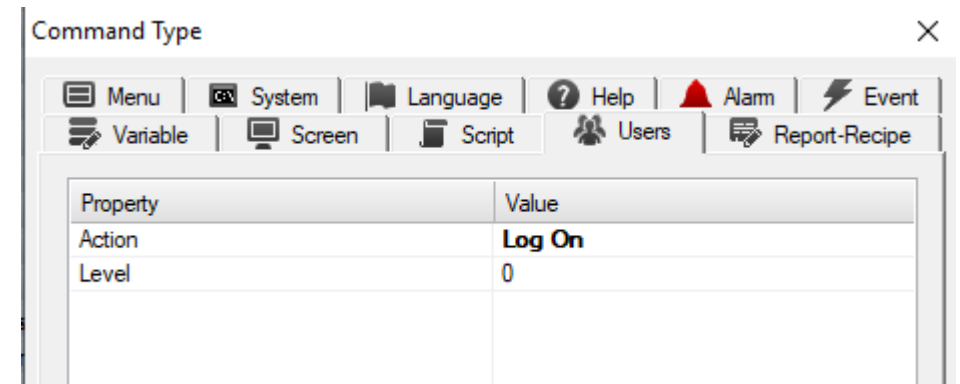 Command Type
Menu System Language Help Alarm Event
Variable Screen Script Users Report-Recipe
Property Value
Action Log On
Level 0